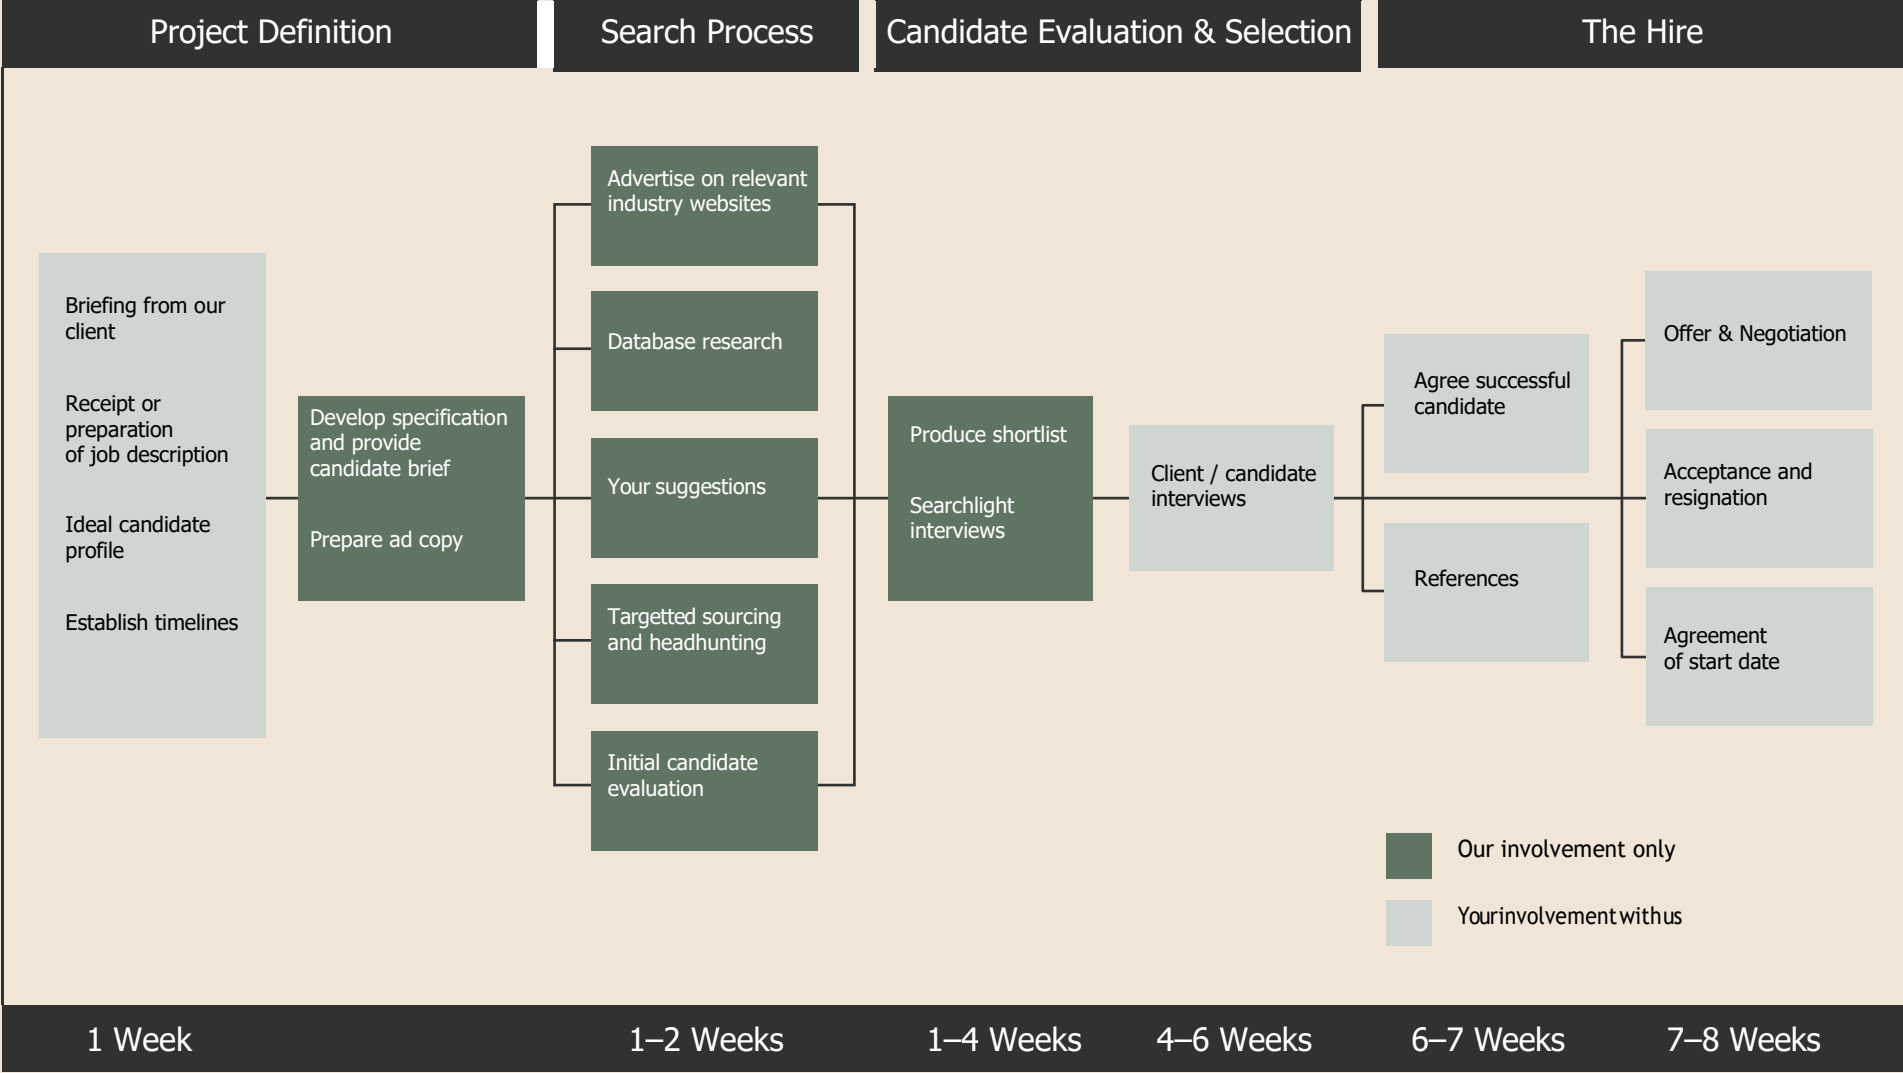 Project Definition
Search Process
Candidate Evaluation & Selection
The Hire
Briefing from our
client
Receipt or
preparation
of job description
Ideal candidate
profile
Establish timelines
Develop specification
and provide
candidate brief
Prepare ad copy
Advertise on relevant
industry websites
Database research
Your suggestions
Targetted sourcing
and headhunting
Initial candidate
evaluation
Produce shortlist
Searchlight
interviews
Client / candidate
interviews
Agree successful
candidate
References
Offer & Negotiation
Acceptance and
resignation
Agreement
of start date
Our involvement only
Your involvement with us
1 Week
1–2 Weeks
1–4 Weeks
4–6 Weeks
6–7 Weeks
7–8 Weeks